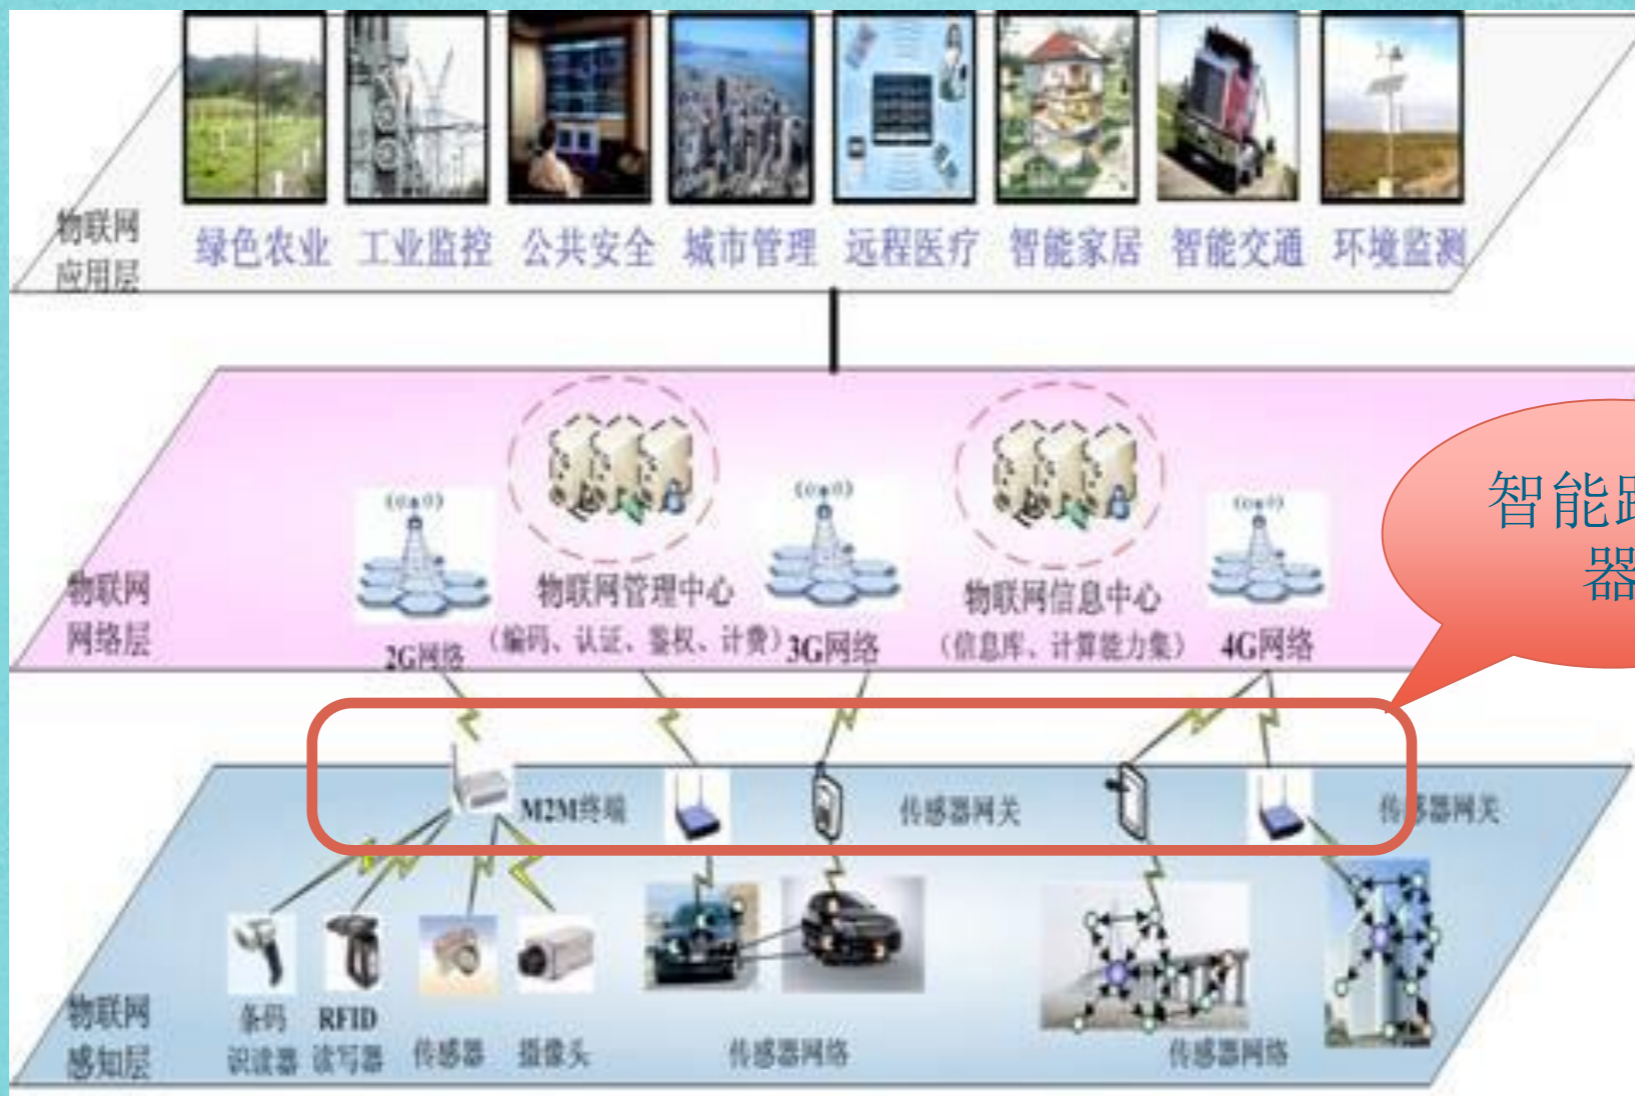 物联网
应用层
绿色农业 工业监控 公共安全 城市管理 远程医疗 智能家居 智能交通 环境监测
物联网
网络层
2G网络
物联网管理中心
(编码、认证、鉴权、计费)
3G网络
物联网信息中心
(信息库、计算能力集)
4G网络
智能路
器
M2M终端
传感器网关
传感器网关
物联网
感知层
条码
识读器
RFID
读写器
传感器
摄像头
传感器网络
传感器网络